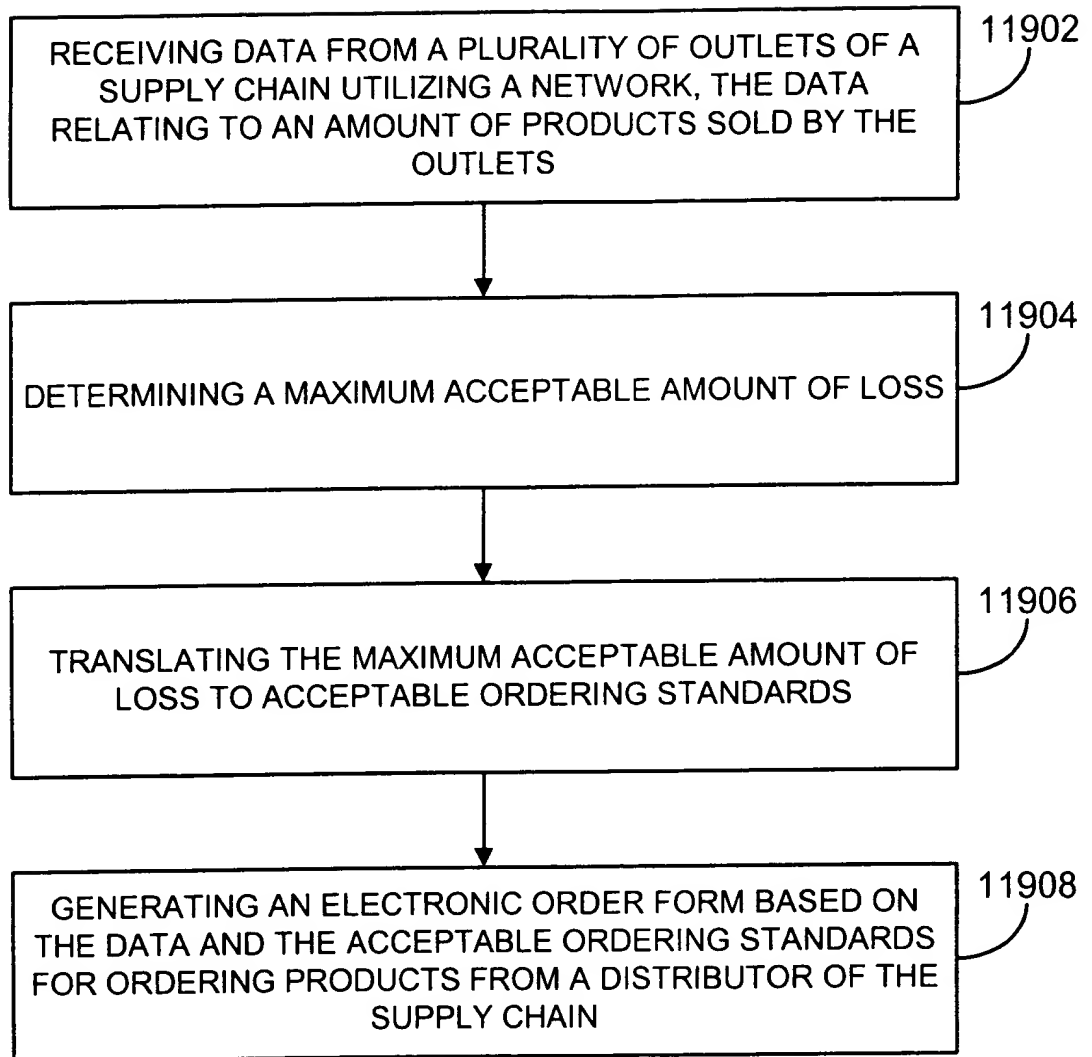 11902
RECEIVING DATA FROM A PLURALITY OF OUTLETS OF A
SUPPLY CHAIN UTILIZING A NETWORK, THE DATA
RELATING TO AN AMOUNT OF PRODUCTS SOLD BY THE
OUTLETS
11904
DETERMINING A MAXIMUM ACCEPTABLE AMOUNT OF LOSS
11906
TRANSLATING THE MAXIMUM ACCEPTABLE AMOUNT OF
LOSS TO ACCEPTABLE ORDERING STANDARDS
11908
GENERATING AN ELECTRONIC ORDER FORM BASED ON
THE DATA AND THE ACCEPTABLE ORDERING STANDARDS
FOR ORDERING PRODUCTS FROM A DISTRIBUTOR OF THE
SUPPLY CHAIN